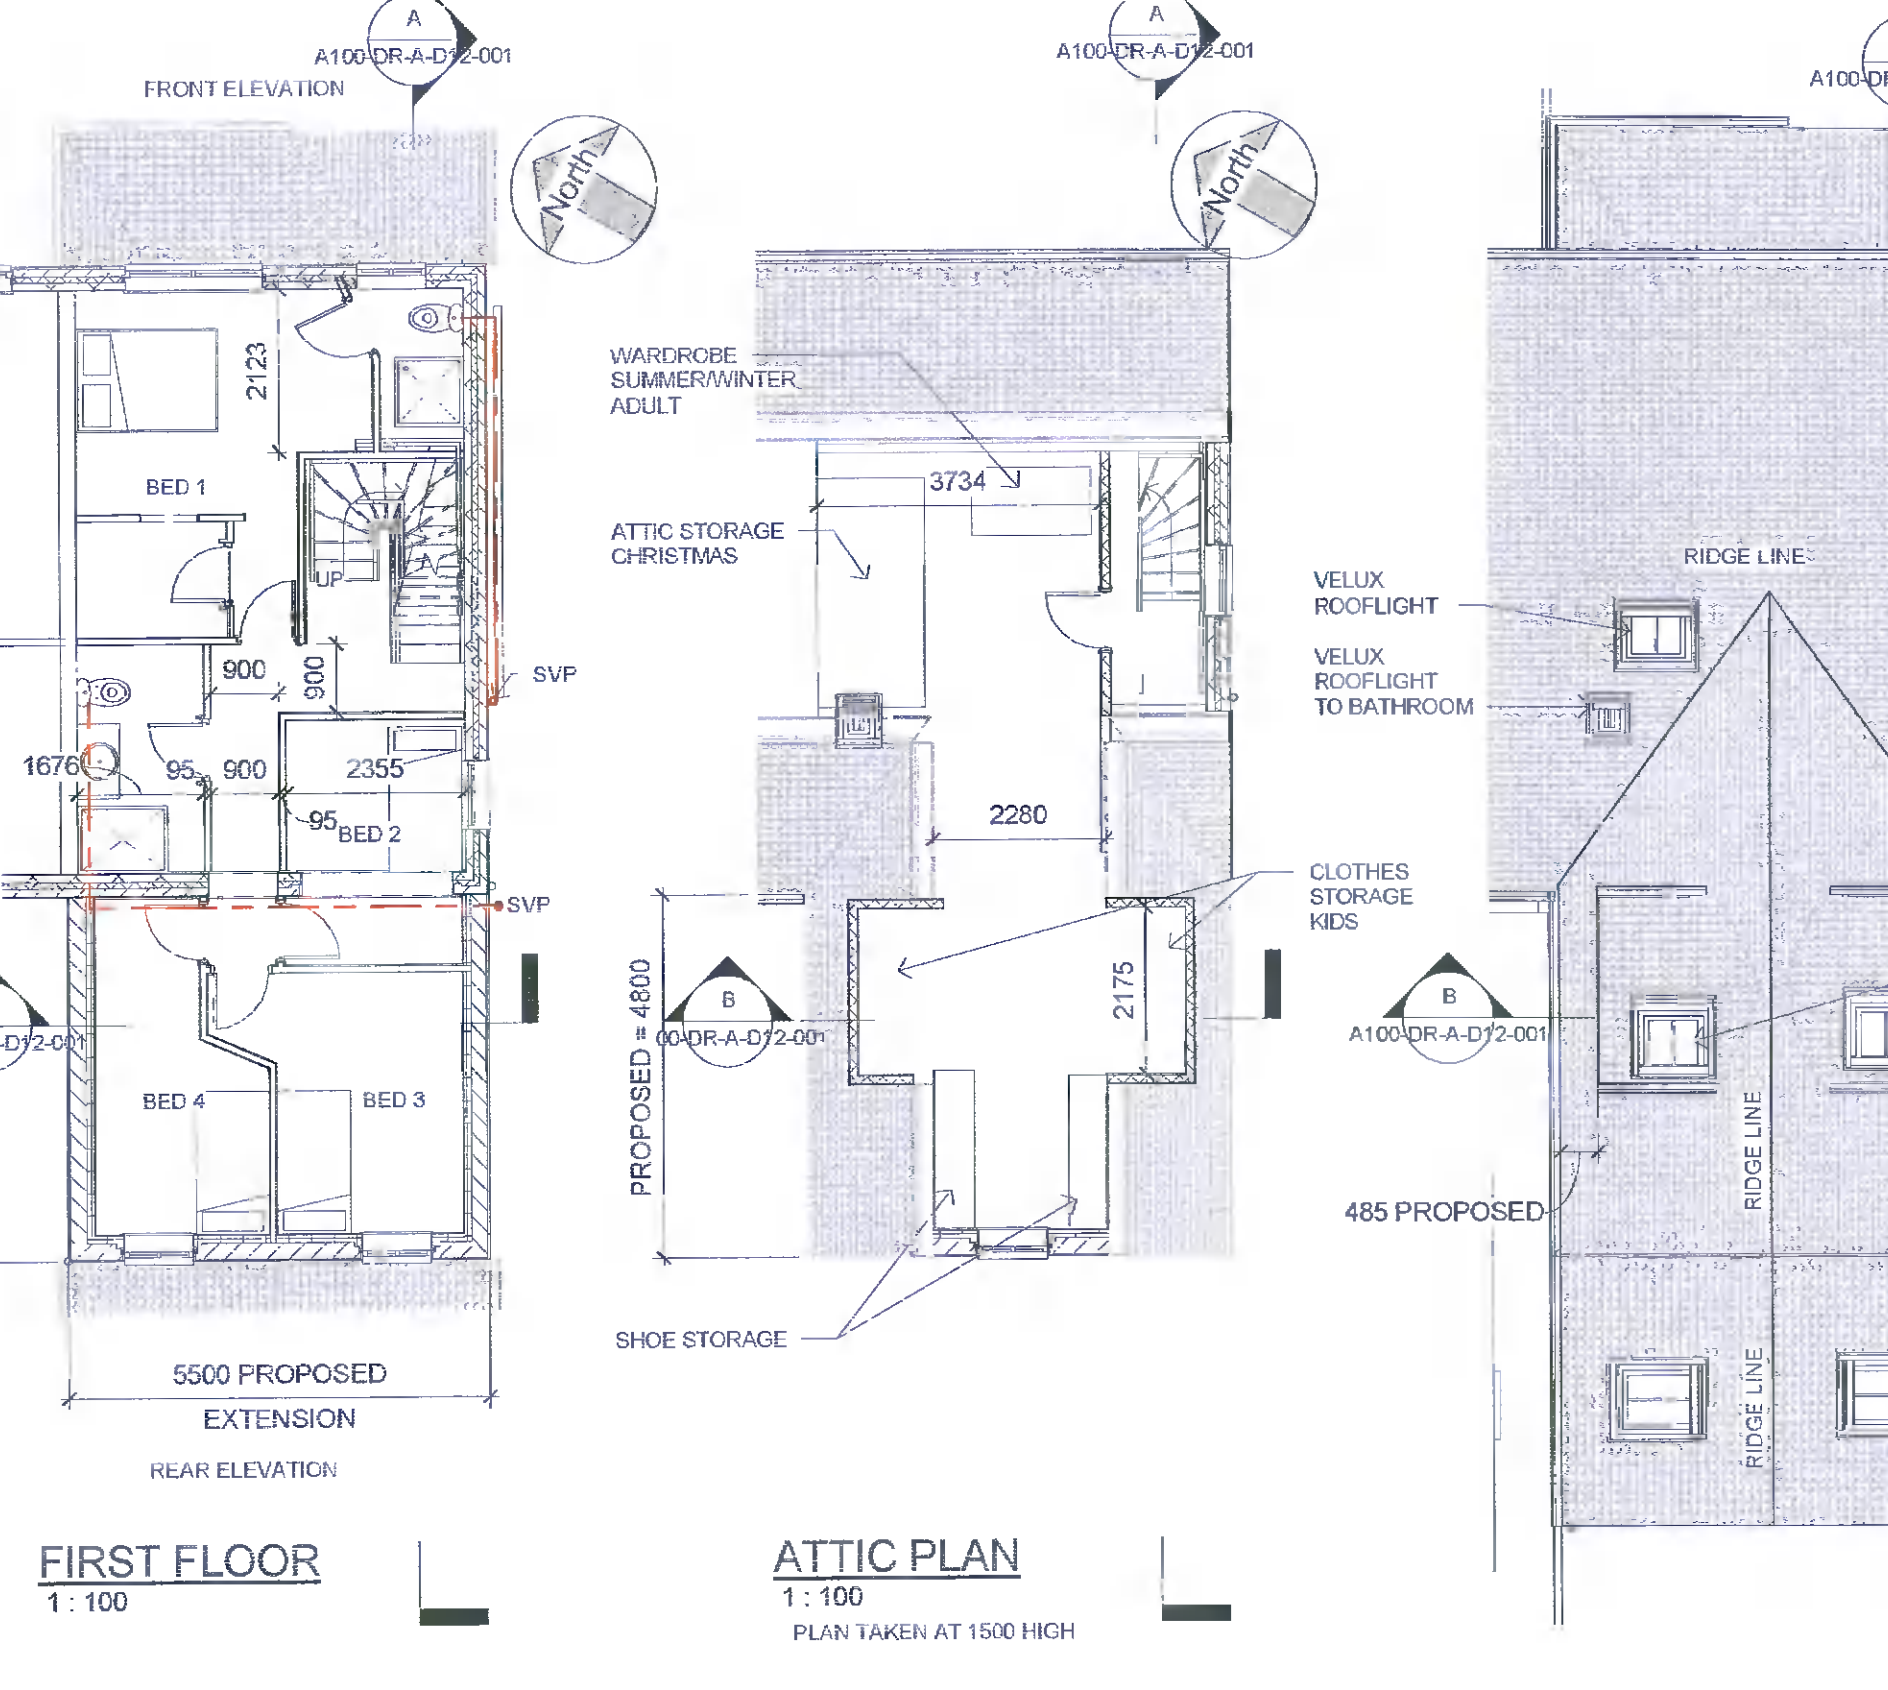 A
A100-DR-A-D12-001
FRONT ELEVATION
North
2123
BED 1
UP
900
900
SVP
1676
95
900
2355
95
BED 2
SVP
-D12-001
BED 4
BED 3
5500 PROPOSED
EXTENSION
REAR ELEVATION
FIRST FLOOR
1 : 100
A
A100-DR-A-D12-001
North
WARDROBE
SUMMER/WINTER
ADULT
3734
ATTIC STORAGE
CHRISTMAS
2280
CLOTHES
STORAGE
KIDS
PROPOSED = 4800
B
00-DR-A-D12-001
2175
SHOE STORAGE
ATTIC PLAN
1 : 100
PLAN TAKEN AT 1500 HIGH
A100-DR
RIDGE LINE
VELUX
ROOFLIGHT
VELUX
ROOFLIGHT
TO BATHROOM
B
A100-DR-A-D12-001
RIDGE LINE
485 PROPOSED
RIDGE LINE